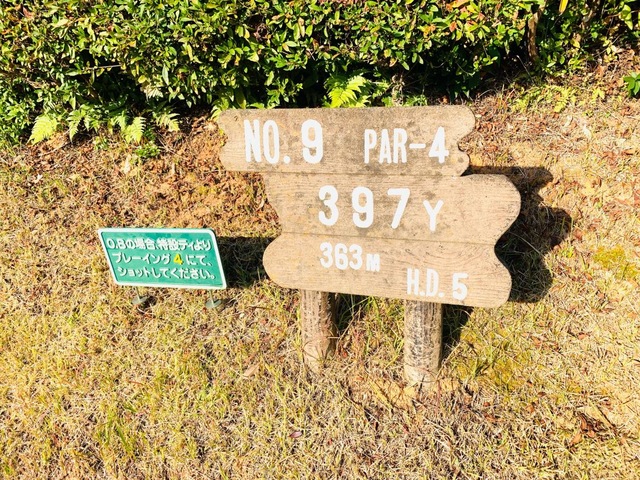 NO. 9 PAR-4
397Y
363M H.D.5
O.Bの場合、特設ティより
プレーイング4にて、
ショットしてください。